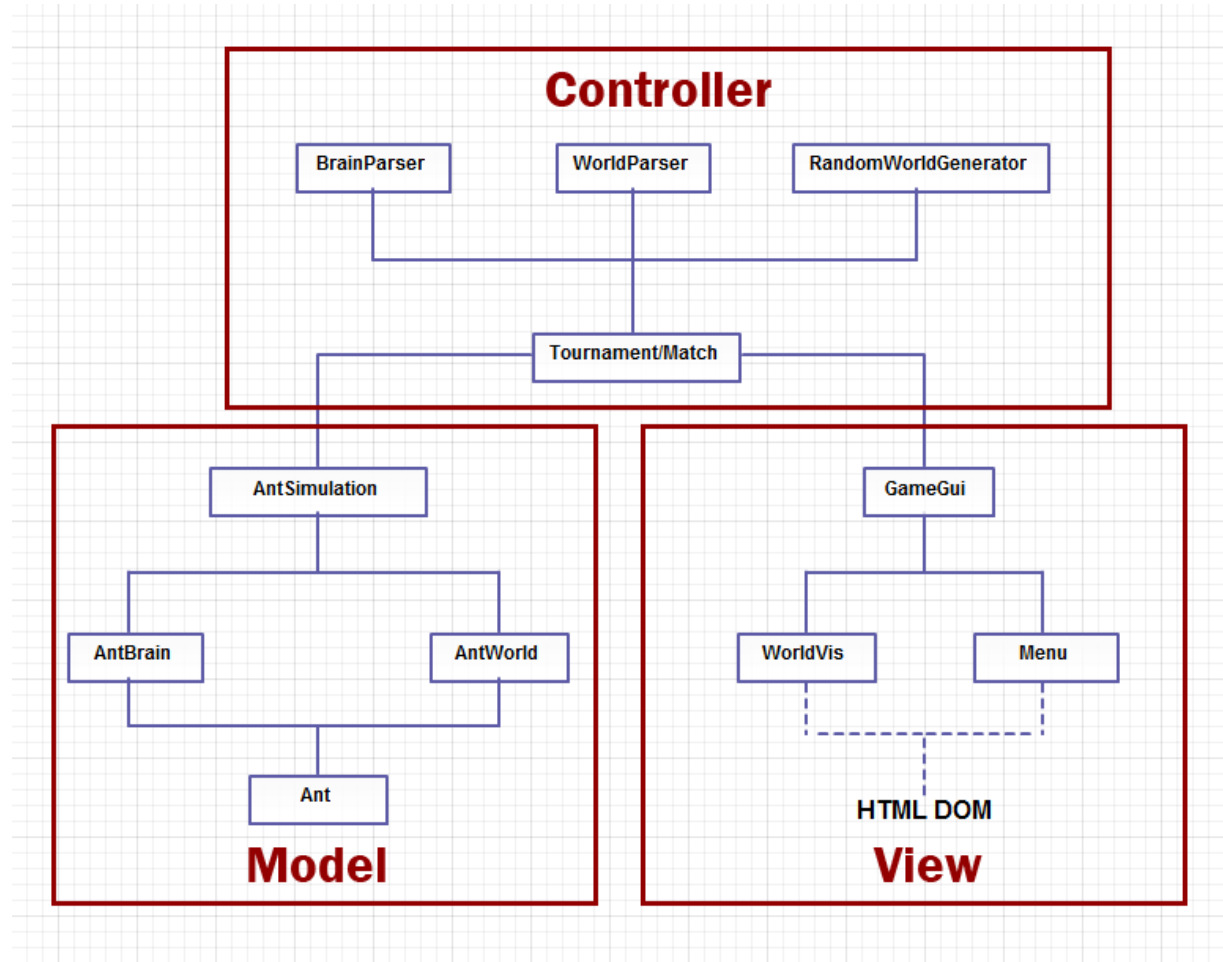 Controller
BrainParser
WorldParser
RandomWorldGenerator
Tournament/Match
AntSimulation
GameGui
AntBrain
AntWorld
WorldVis
Menu
Ant
HTML DOM
Model
View